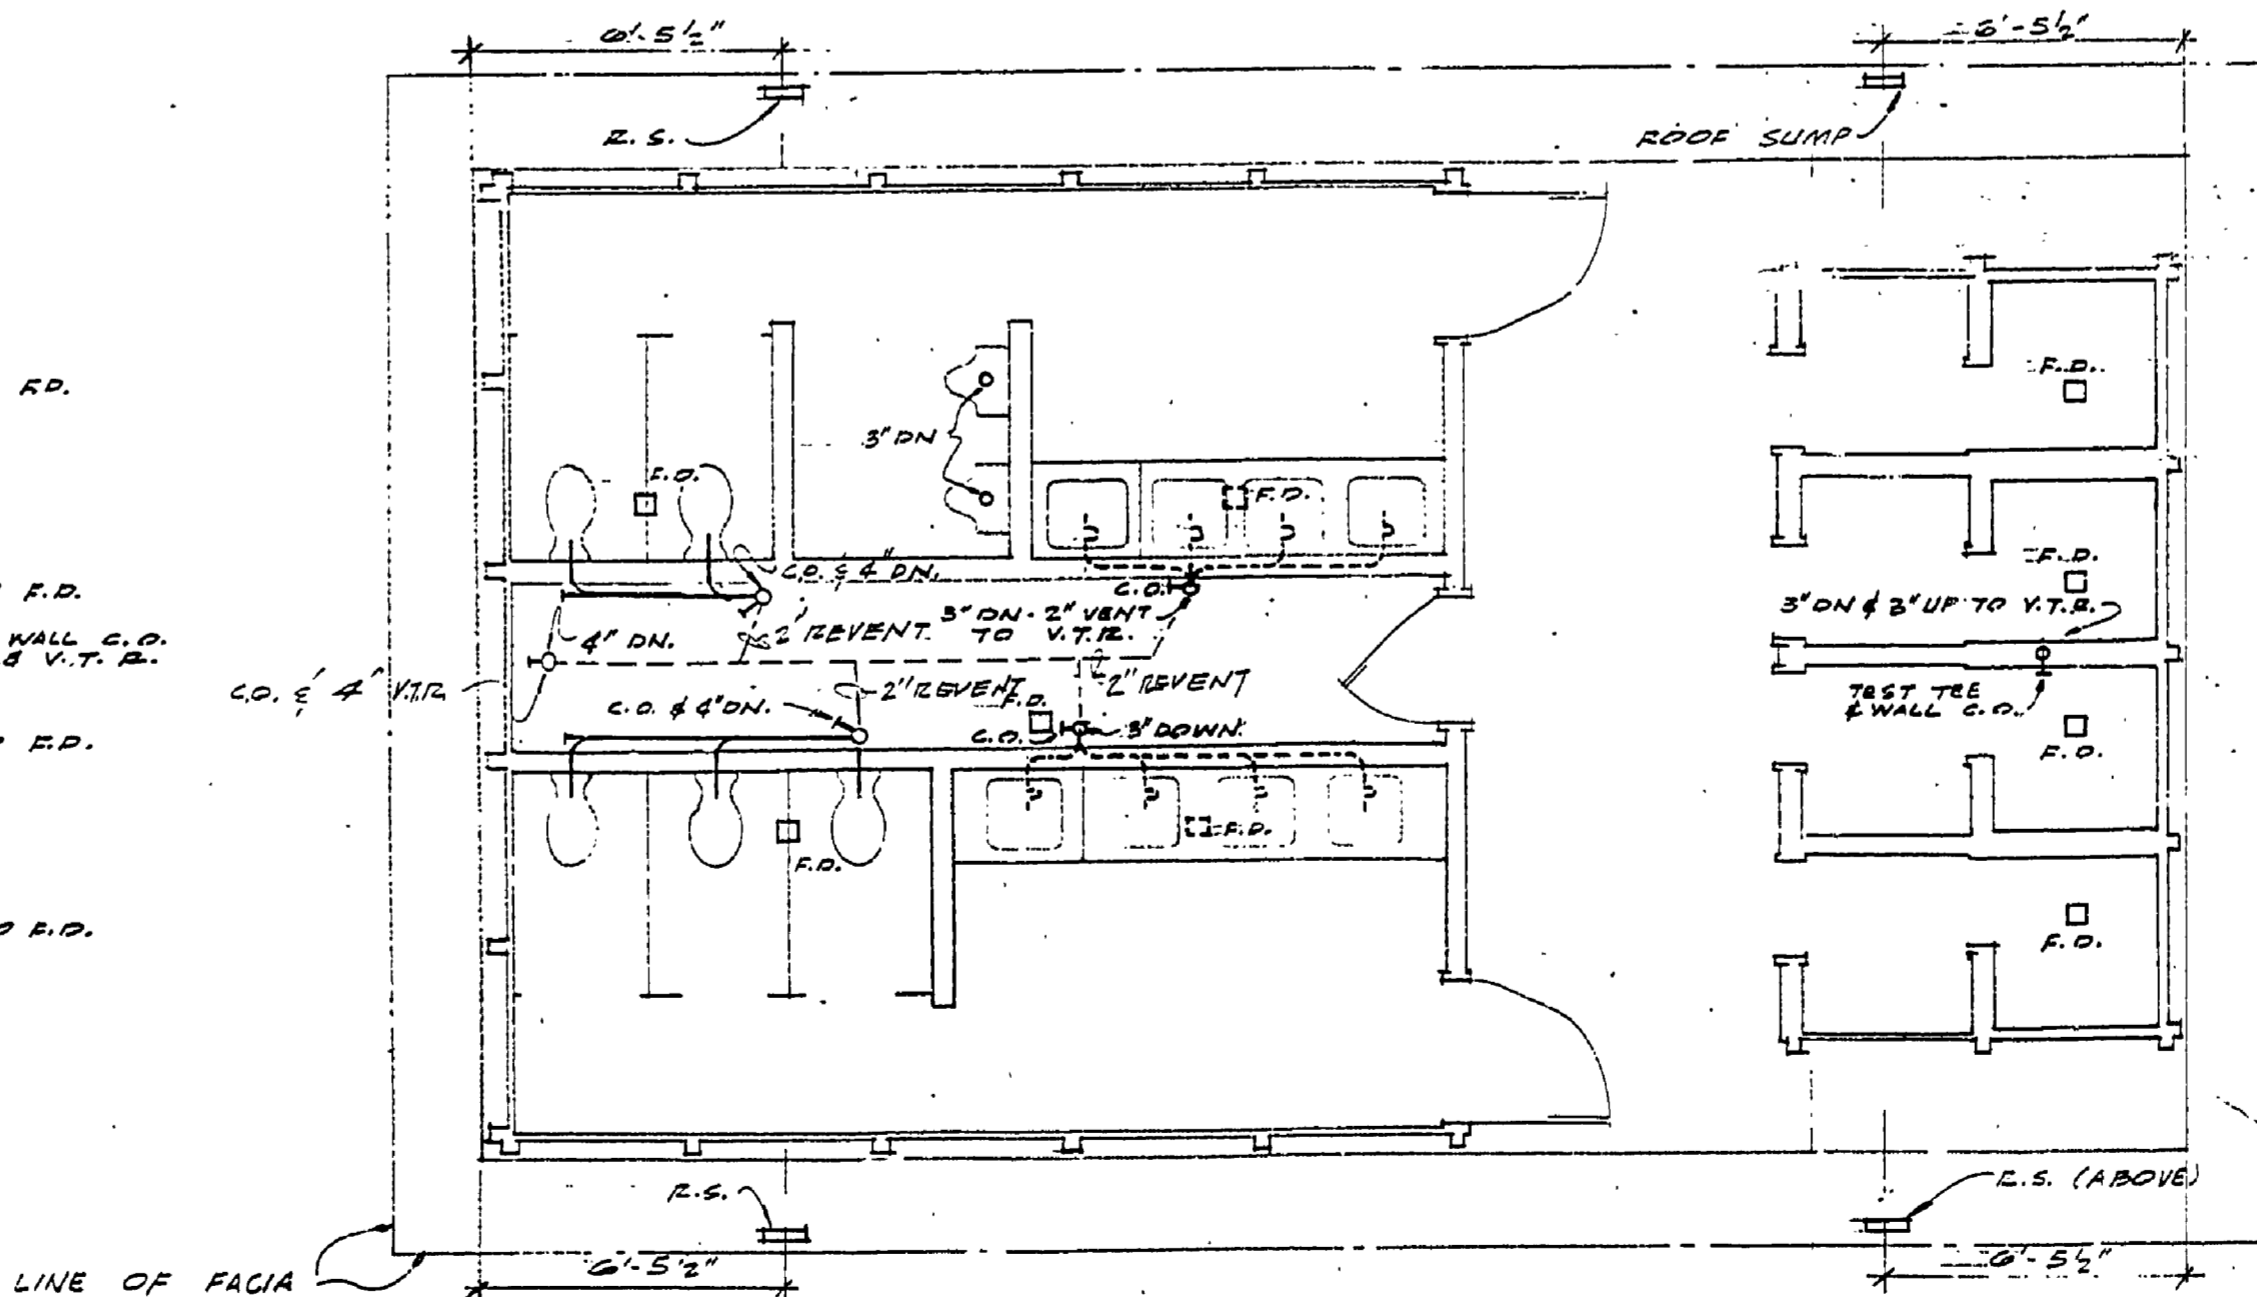 6'-5½"
6'-5½"
R.S.
ROOF SUMP
F.D.
F.D.
3" DN
F.D.
F.D.
F.D.
F.D.
C.O. & 4" DN.
C.O.
3" DN & 3" UP TO V.T.R.
WALL C.O.
& V.T.R.
4" DN.
2" REVENT
3" DN - 2" VENT
TO V.T.R.
C.O. & 4" V.T.R.
2" REVENT
2" REVENT
TEST TEE
& WALL C.O.
C.O. & 4" DN.
F.D.
C.O.
3" DOWN
F.D.
F.D.
F.D.
F.D.
F.D.
F.D.
R.S.
R.S. (ABOVE)
LINE OF FACIA
6'-5½"
6'-5½"